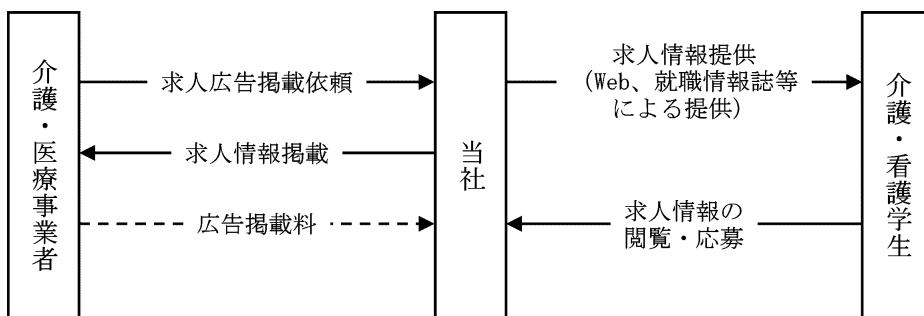 介護・医療事業者
求人広告掲載依頼
求人情報掲載
広告掲載料
当社
求人情報提供
(Web、就職情報誌等
による提供)
求人情報の
閲覧・応募
介護・看護学生